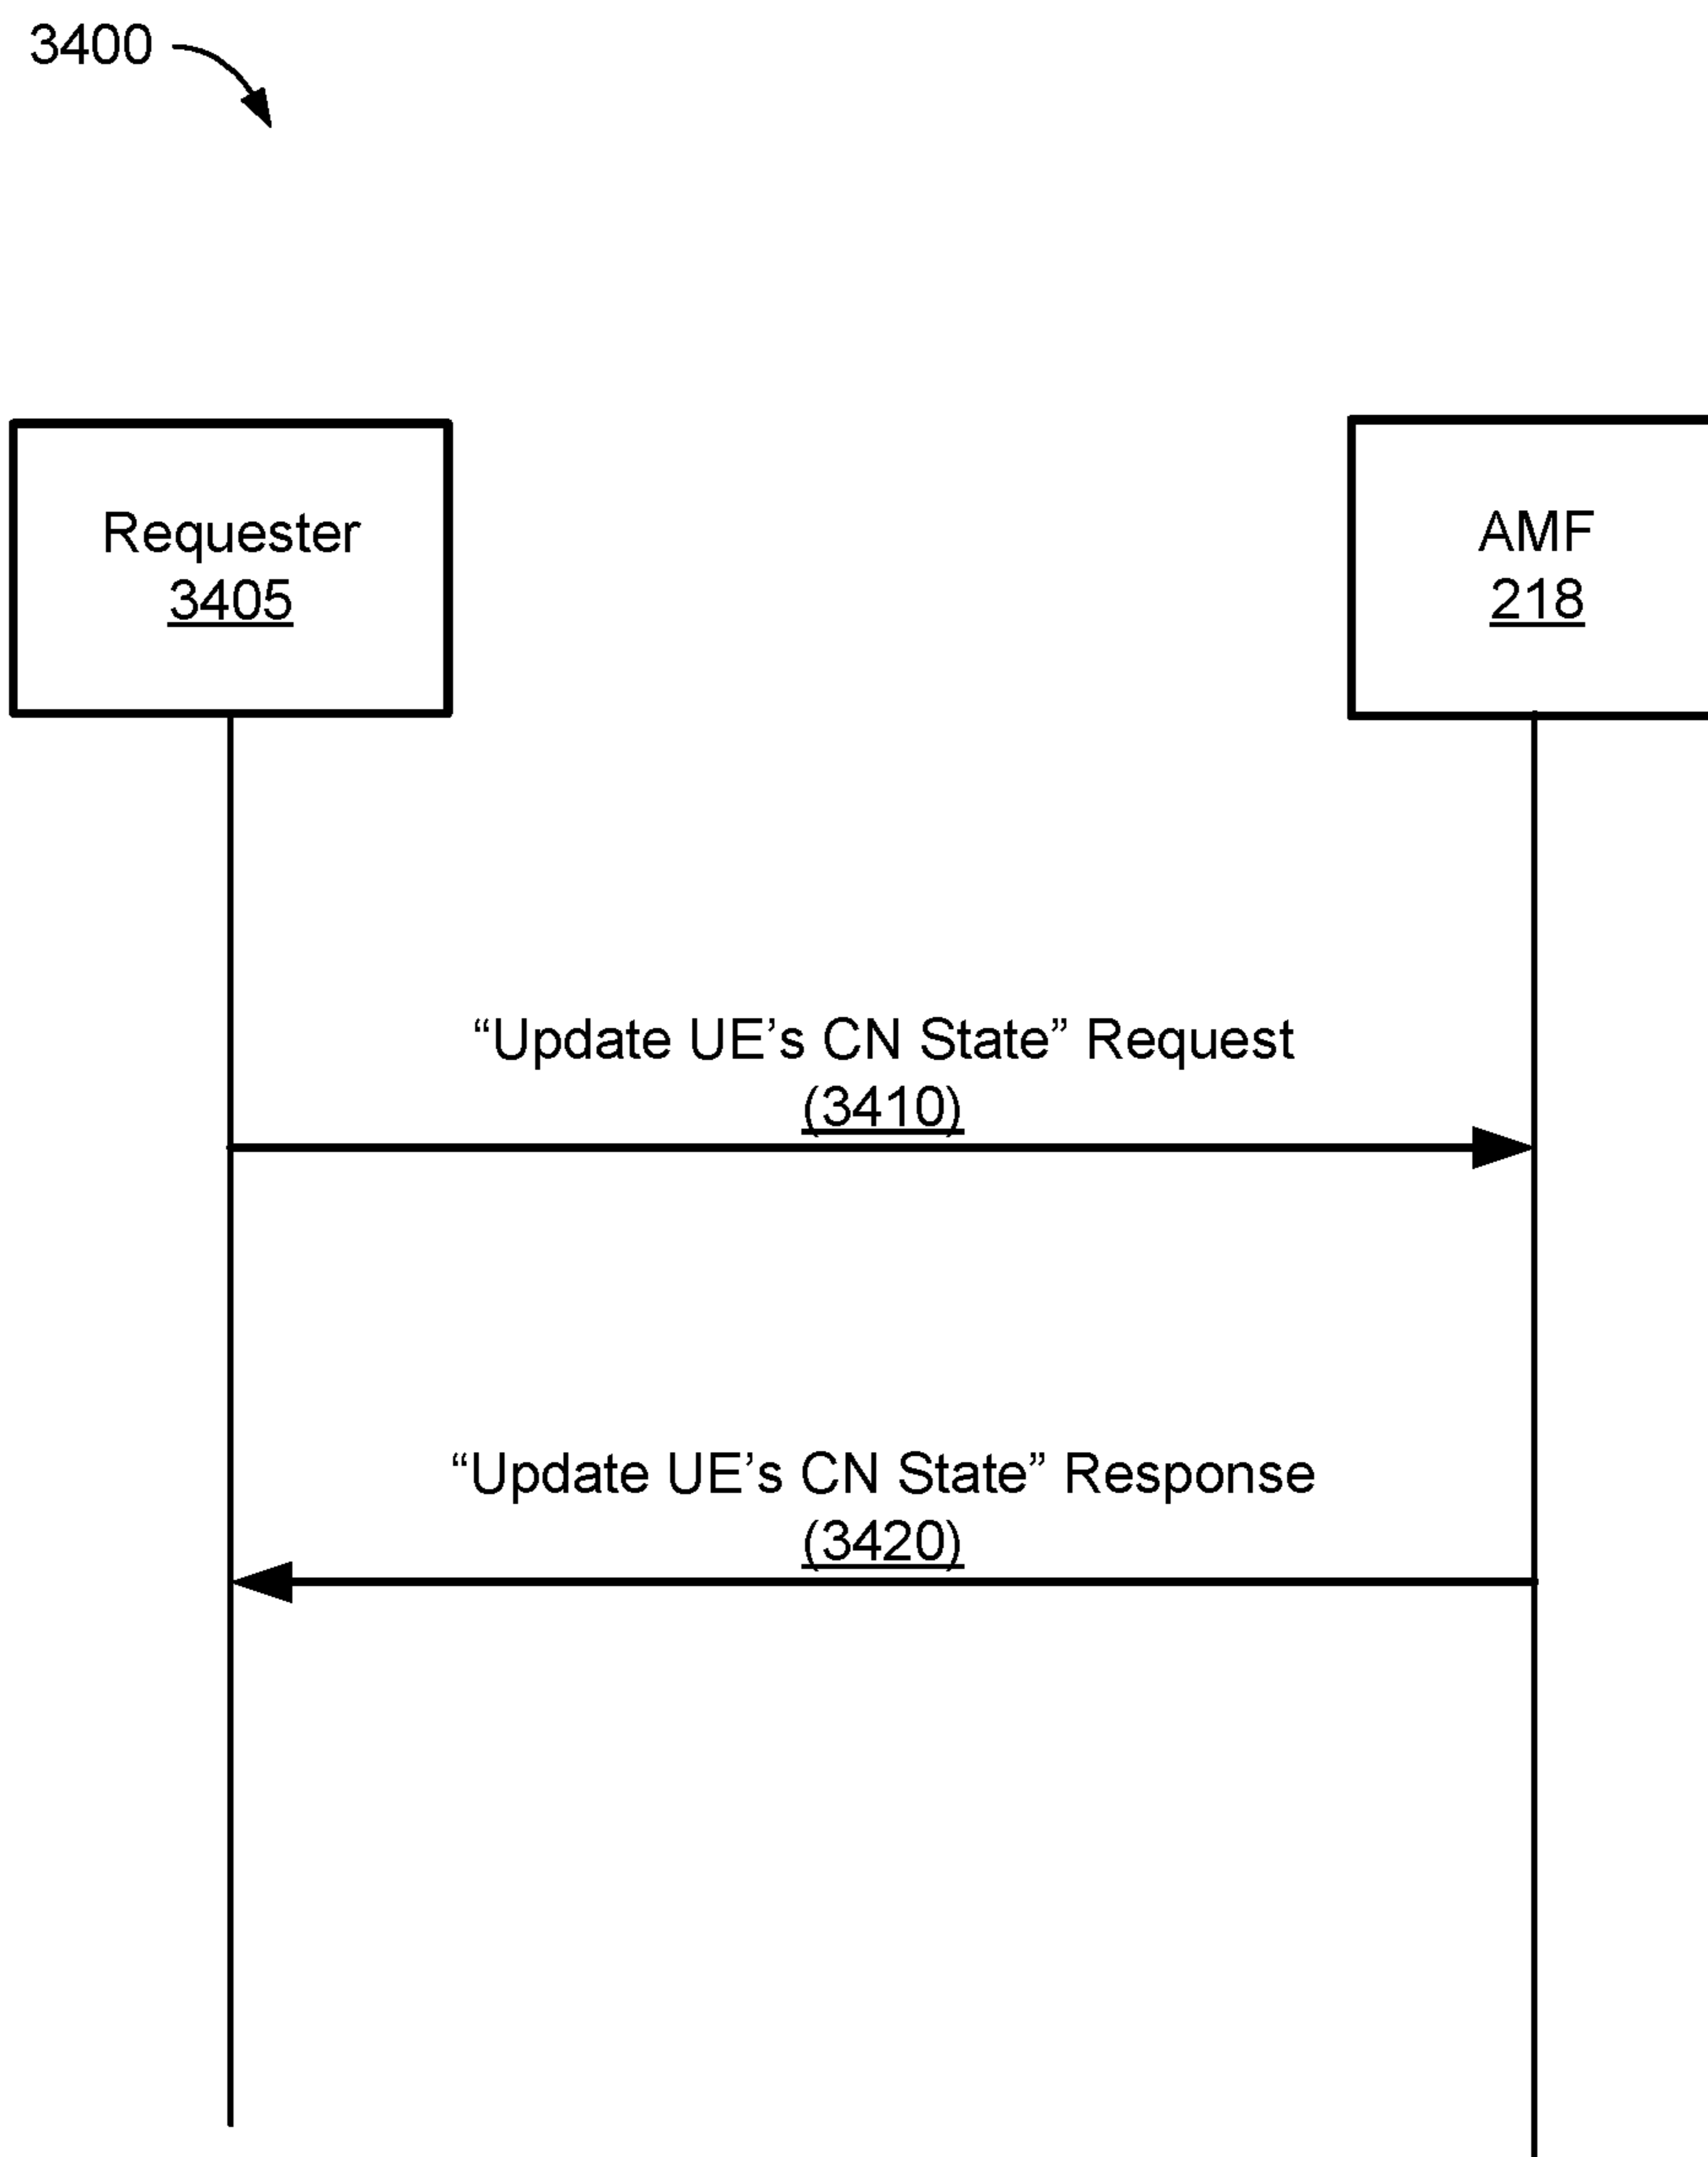 3400
Requester
3405
AMF
218
“Update UE’s CN State” Request
(3410)
“Update UE’s CN State” Response
(3420)